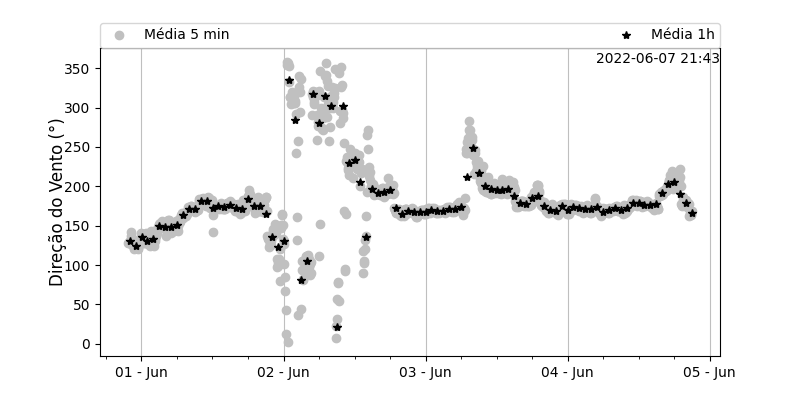 Média 5 min
Média 1h
2022-06-07 21:43
Direção do Vento (°)
350
300
250
200
150
100
50
0
01 - Jun
02 - Jun
03 - Jun
04 - Jun
05 - Jun